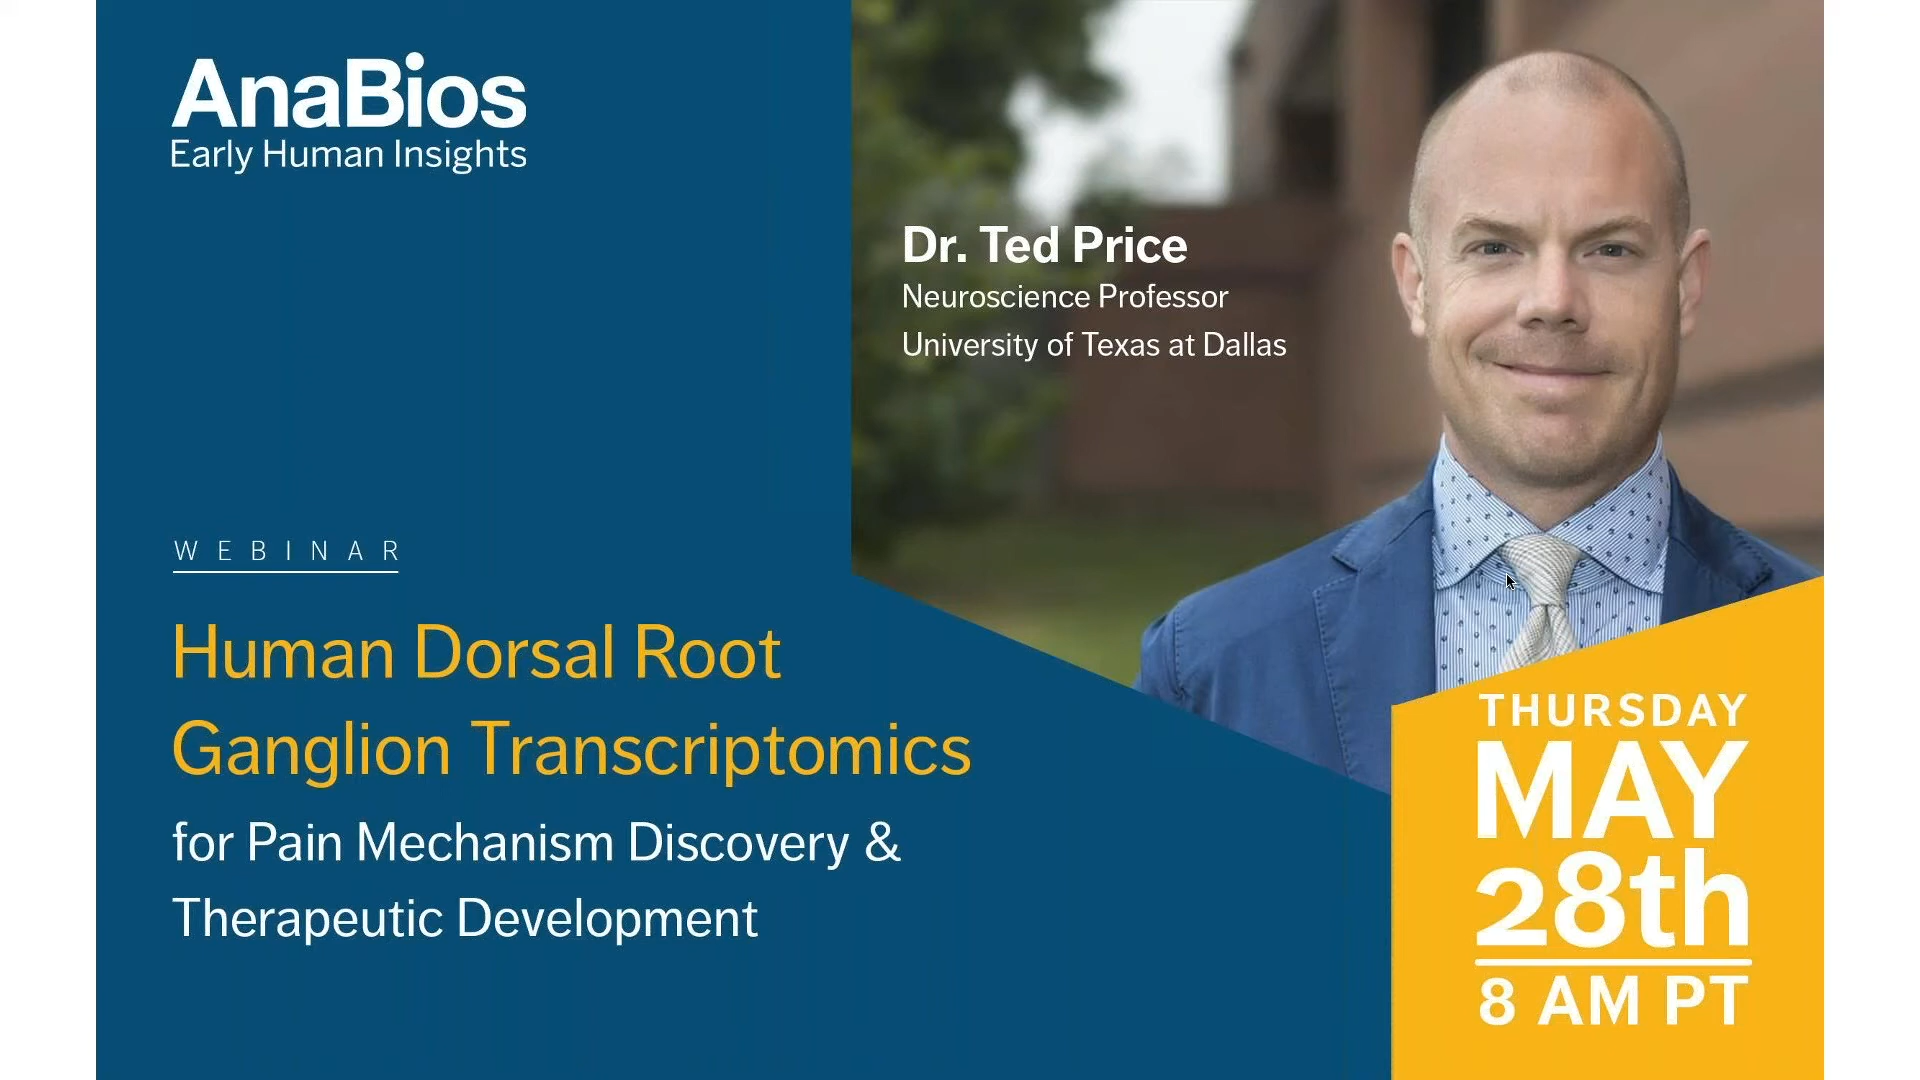 AnaBios
Early Human Insights
Dr. Ted Price
Neuroscience Professor
University of Texas at Dallas
WEBINAR
Human Dorsal Root
Ganglion Transcriptomics
for Pain Mechanism Discovery &
Therapeutic Development
THURSDAY
MAY
28th
8 AM PT